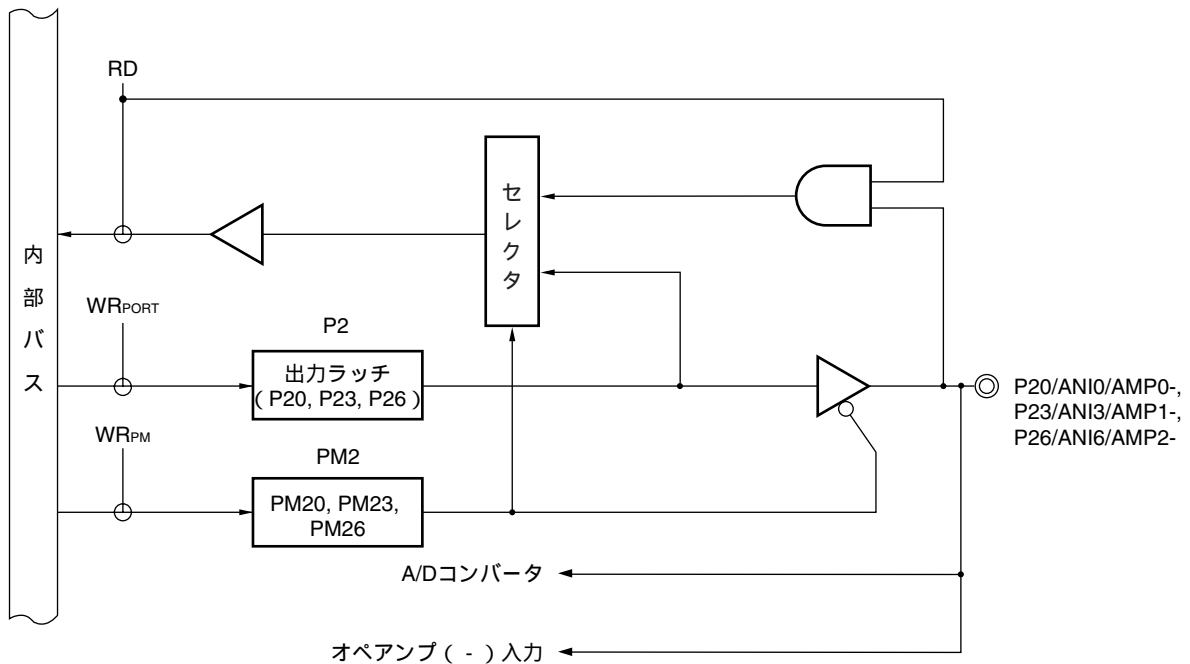 RD
セレクタ
内部バス
WRPORT
P2
出力ラッチ
( P20, P23, P26 )
P20/ANI0/AMP0-,
P23/ANI3/AMP1-,
P26/ANI6/AMP2-
WRPM
PM2
PM20, PM23,
PM26
A/Dコンバータ
オペアンプ ( - ) 入力